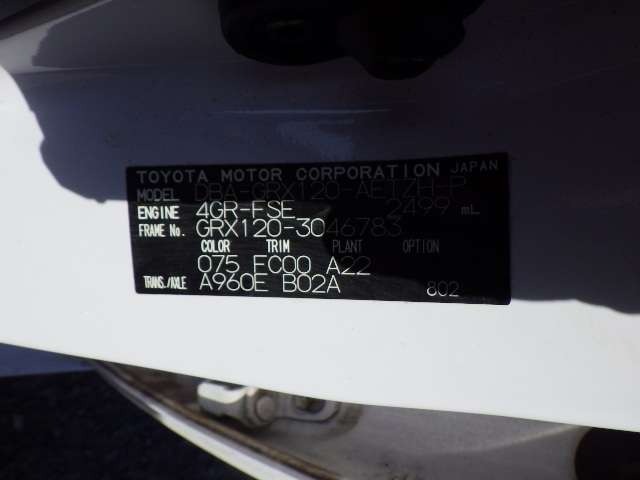 TOYOTA MOTOR CORPORATION JAPAN
MODEL DBA-GRX120-AETZH-P
ENGINE 4GR-FSE 2499 mL
FRAME No. GRX120-3046783
COLOR TRIM PLANT OPTION
075 FC00 A22
TRANS./AXLE A960E B02A
802